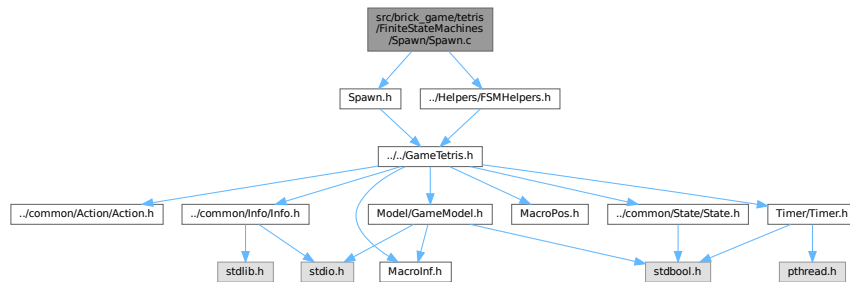 src/brick_game/tetris
/FiniteStateMachines
/Spawn/Spawn.c
Spawn.h
../Helpers/FSMHelpers.h
../../GameTetris.h
../common/Action/Action.h
../common/Info/Info.h
Model/GameModel.h
MacroPos.h
../common/State/State.h
Timer/Timer.h
stdlib.h
stdio.h
MacroInf.h
stdbool.h
pthread.h